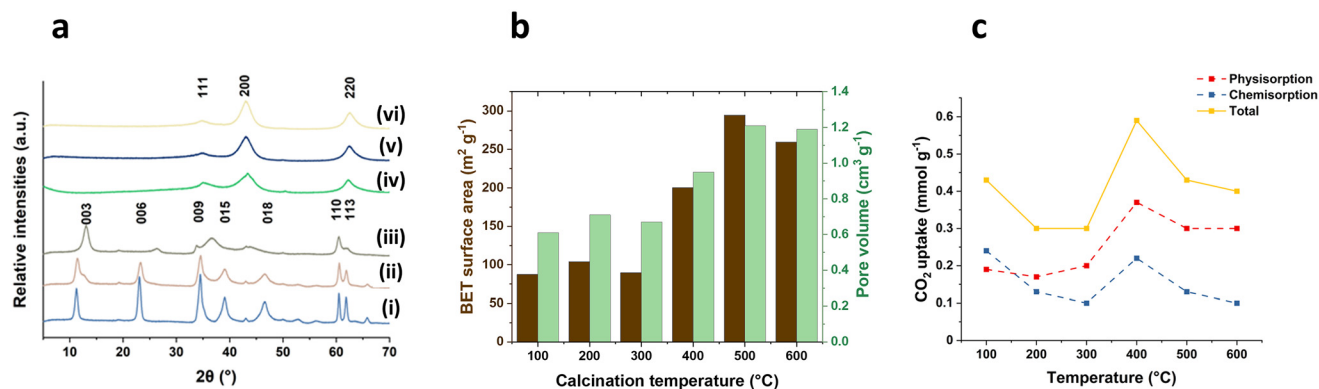 a
b
c
Relative intensities (a.u.)
111
200
220
(vi)
(v)
(iv)
003
006
009
015
018
110
113
(iii)
(ii)
(i)
10
20
30
40
50
60
70
2θ (°)
BET surface area (m² g⁻¹)
300
250
200
150
100
50
0
100
200
300
400
500
600
Calcination temperature (°C)
1.4
1.2
1.0
0.8
0.6
0.4
0.2
0.0
Pore volume (cm³ g⁻¹)
Physisorption
Chemisorption
Total
CO₂ uptake (mmol g⁻¹)
0.6
0.5
0.4
0.3
0.2
0.1
0
100
200
300
400
500
600
Temperature (°C)